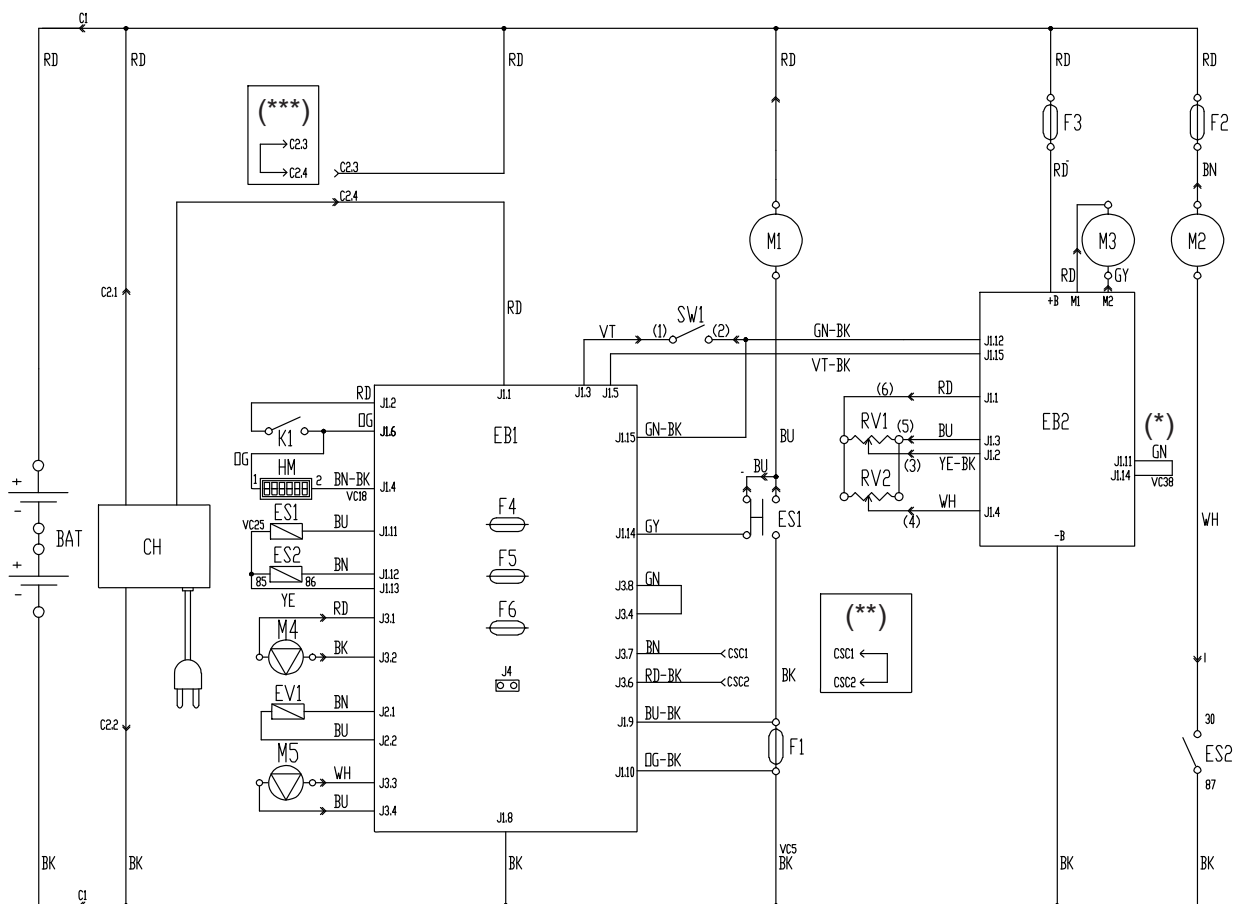 C1
RD RD RD RD RD RD
(***)
C2.3
C2.4
C2.3
C2.4
F3 F2
RD BN
M1 M3 M2
C2.1
RD GY
+B M1 M2
RD
VT (1) SW1 (2) GN-BK J1.12
VT-BK J1.15
J1.1 J1.3 J1.5
RD J1.2
K1 OG J1.6
EB1
J1.15 GN-BK
BU
(6) RD J1.1
RV1 (5) BU J1.3
(3) YE-BK J1.2
RV2
WH J1.4
(4)
EB2
(*)
J1.11 GN
J1.14 VC38
OG
1 HM 2 BN-BK J1.4
VC18
BU
F4
VC25 ES1 BU J1.11
GY J1.14
ES1
WH
+
-
BAT
+
-
CH
ES2 BN J1.12
85 86 J1.13
YE
F5
-B
J3.8 GN
J3.4
RD J3.1
M4
BK J3.2
F6
(**)
CSC1
CSC2
J3.7 BN CSC1
J3.6 RD-BK CSC2
J4
BK
1
EV1 BN J2.1
BU J2.2
J1.9 BU-BK
F1
C2.2
30
ES2
87
M5 WH J3.3
BU J3.4
J1.10 OG-BK
J1.8
VC5
BK BK BK BK BK BK
C1